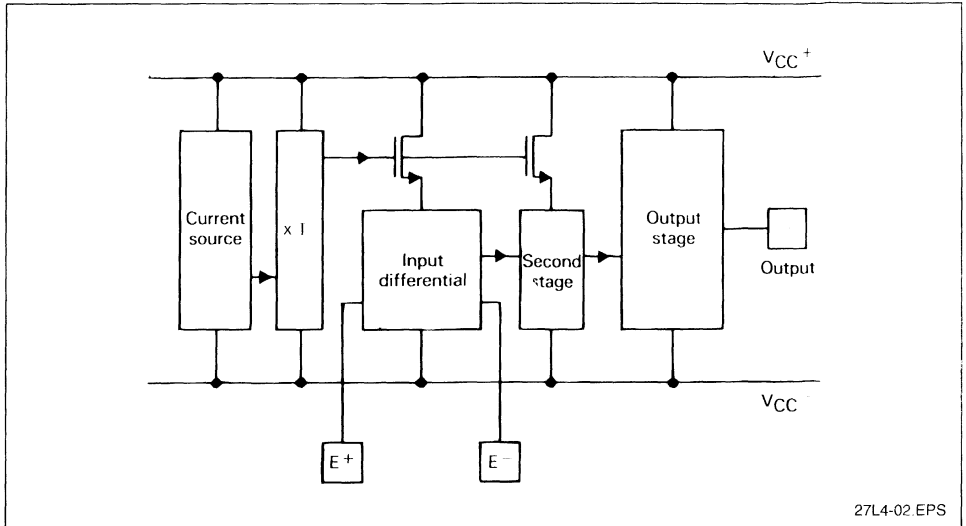 VCC+
Current
source
x I
Input
differential
Second
stage
Output
stage
Output
VCC-
E+
E-
27L4-02.EPS